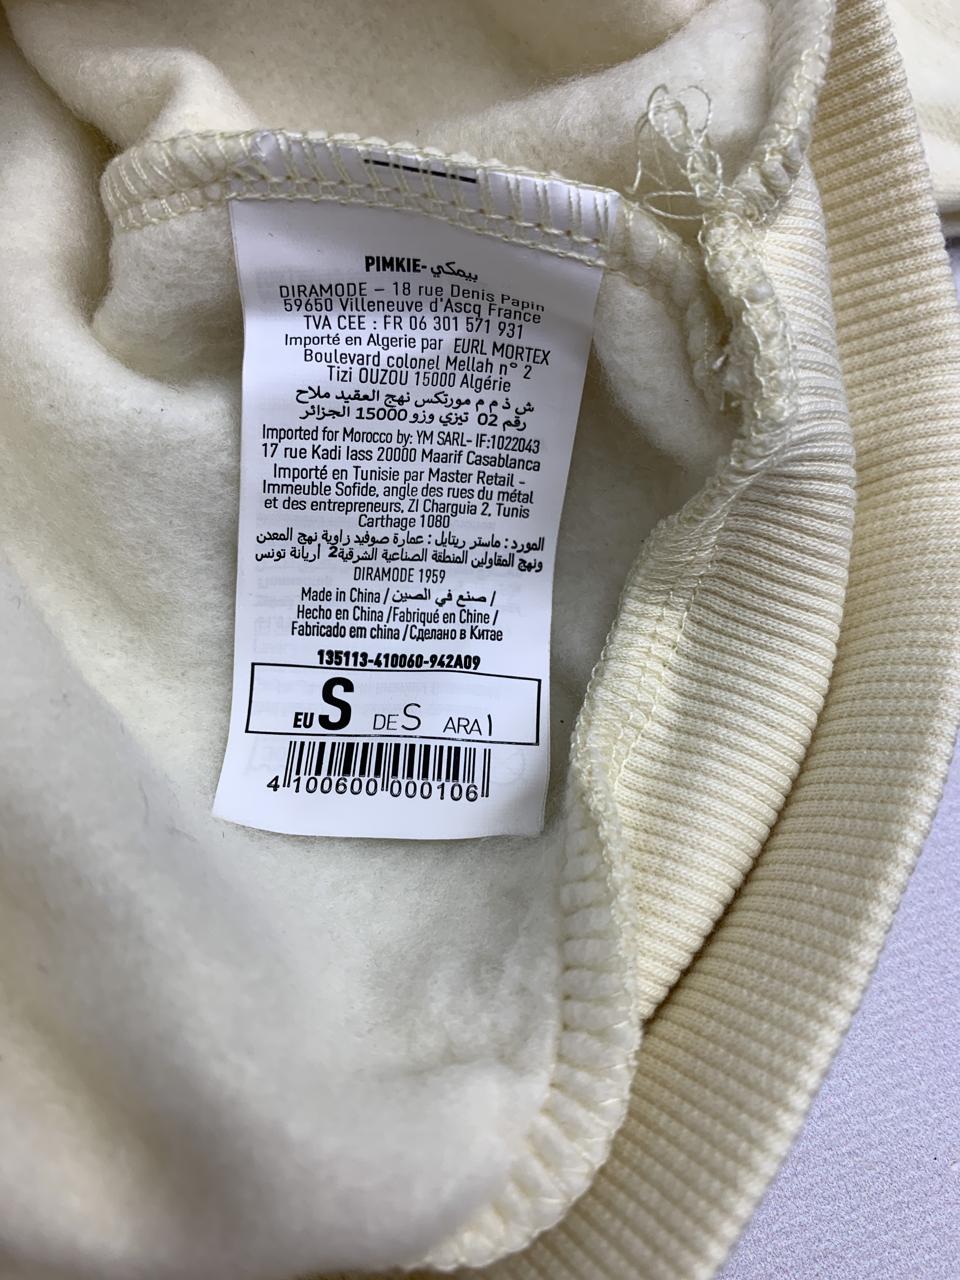 PIMKIE-بيمكي
DIRAMODE – 18 rue Denis Papin
59650 Villeneuve d'Ascq France
TVA CEE : FR 06 301 571 931
Importé en Algerie par EURL MORTEX
Boulevard colonel Mellah n° 2
Tizi OUZOU 15000 Algérie
ش ذ م م مورتكس نهج العقيد ملاح
رقم 02 تيزي وزو 15000 الجزائر
Imported for Morocco by: YM SARL- IF:1022043
17 rue Kadi Iass 20000 Maarif Casablanca
Importé en Tunisie par Master Retail -
Immeuble Sofide, angle des rues du métal
et des entrepreneurs, ZI Charguia 2, Tunis
Carthage 1080
المورد : ماستر ريتايل : عمارة صوفيد زاوية نهج المعدن
ونهج المقاولين المنطقة الصناعية الشرقية2 أريانة تونس
DIRAMODE 1959
Made in China / صنع في الصين /
Hecho en China /Fabriqué en Chine /
Fabricado em china /Сделано в Китае
135113-410060-942A09
EU S DE S ARA 1
4 100600 000106